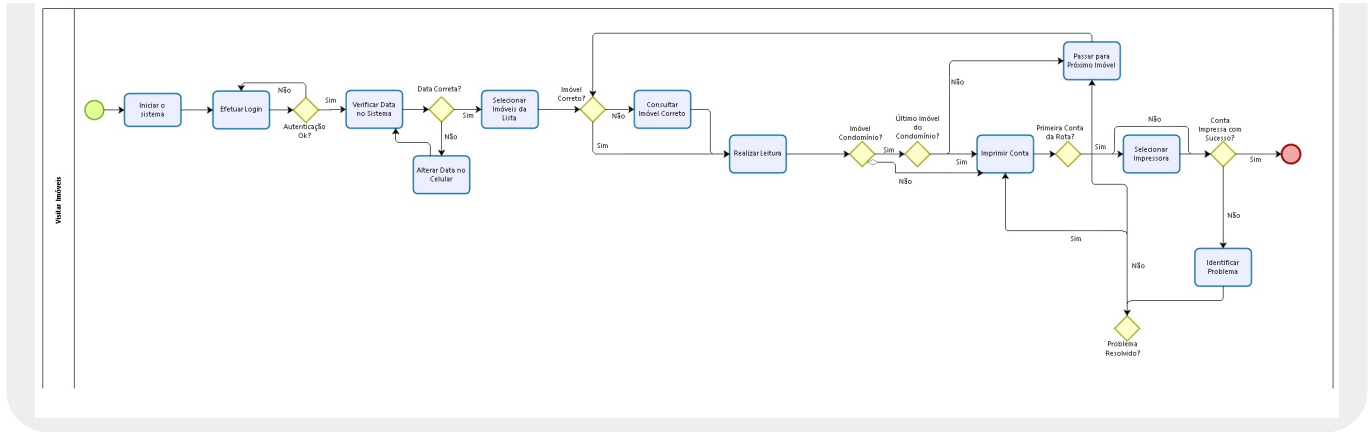 Visitar Imóveis
Iniciar o
sistema
Efetuar Login
Não
Autenticação
Ok?
Sim
Verificar Data
no Sistema
Data Correta?
Sim
Não
Alterar Data no
Celular
Selecionar
Imóveis da
Lista
Imóvel
Correto?
Não
Sim
Consultar
Imóvel Correto
Realizar Leitura
Imóvel
Condomínio?
Sim
Não
Último Imóvel
do
Condomínio?
Não
Sim
Passar para
Próximo Imóvel
Imprimir Conta
Primeira Conta
da Rota?
Sim
Não
Selecionar
Impressora
Conta
Impressa com
Sucesso?
Sim
Não
Identificar
Problema
Sim
Não
Problema
Resolvido?